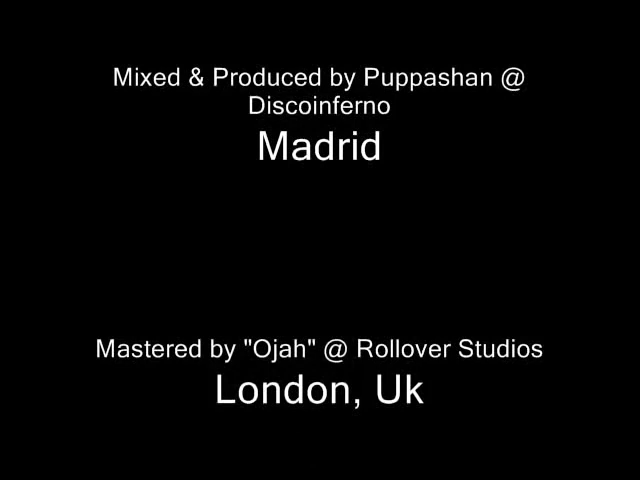 Mixed & Produced by Puppashan @
Discoinferno
Madrid
Mastered by "Ojah" @ Rollover Studios
London, Uk